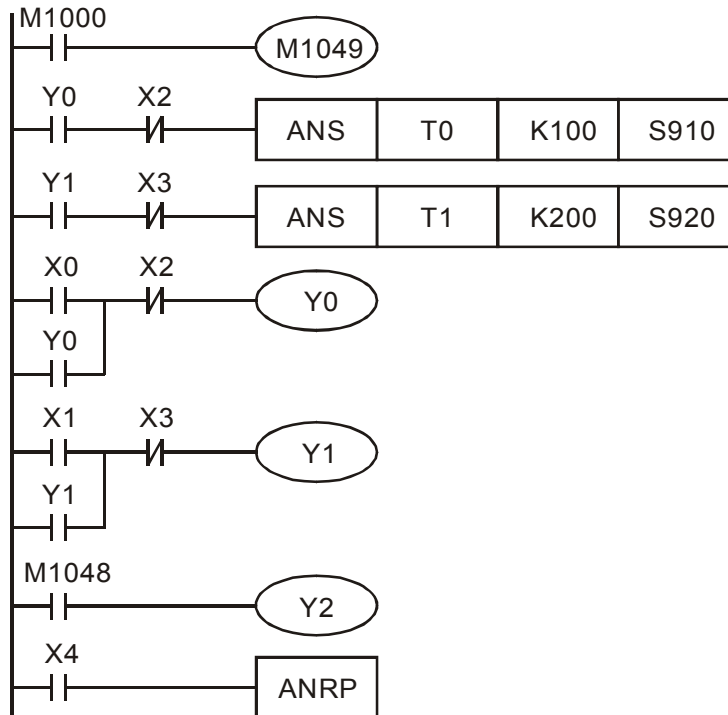 M1000
M1049
Y0 X2
ANS T0 K100 S910
Y1 X3
ANS T1 K200 S920
X0 X2
Y0
Y0
X1 X3
Y1
Y1
M1048
Y2
X4
ANRP